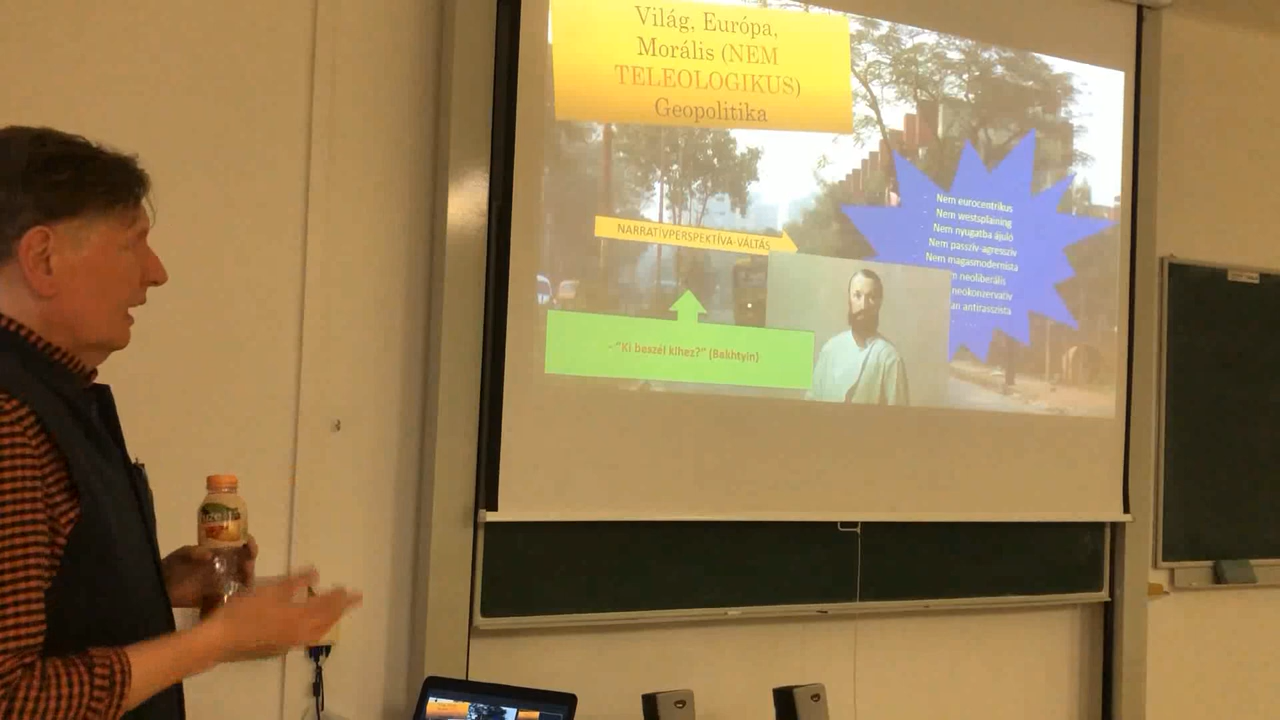 Világ, Európa,
Morális (NEM
TELEOLOGIKUS)
Geopolitika
NARRATÍVPERSPEKTÍVA-VÁLTÁS
- "Ki beszél kihez?" (Bakhtyin)
- Nem eurocentrikus
- Nem westsplaining
- Nem nyugatba ájuló
- Nem passzív-agresszív
Nem magasmodernista
neoliberális
neokonzervatív
antirasszista